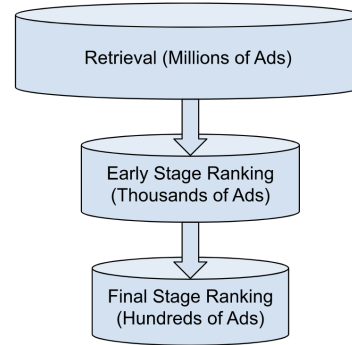 Retrieval (Millions of Ads)
Early Stage Ranking
(Thousands of Ads)
Final Stage Ranking
(Hundreds of Ads)